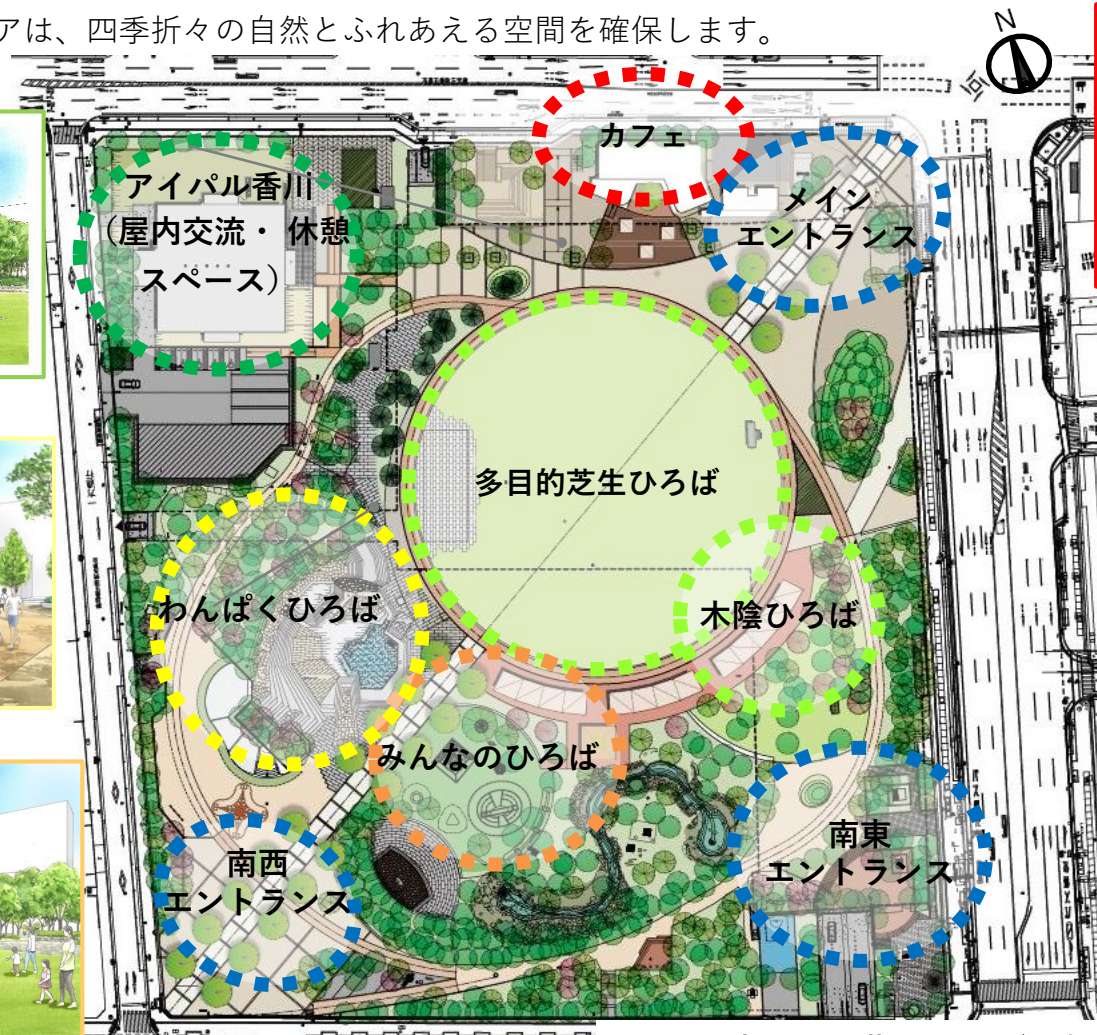 アは、四季折々の自然とふれあえる空間を確保します。
N
カフェ
アイパル香川
（屋内交流・ 休憩
スペース）
メイン
エントランス
多目的芝生ひろば
わんぱくひろば
木陰ひろば
みんなのひろば
南西
エントランス
南東
エントランス